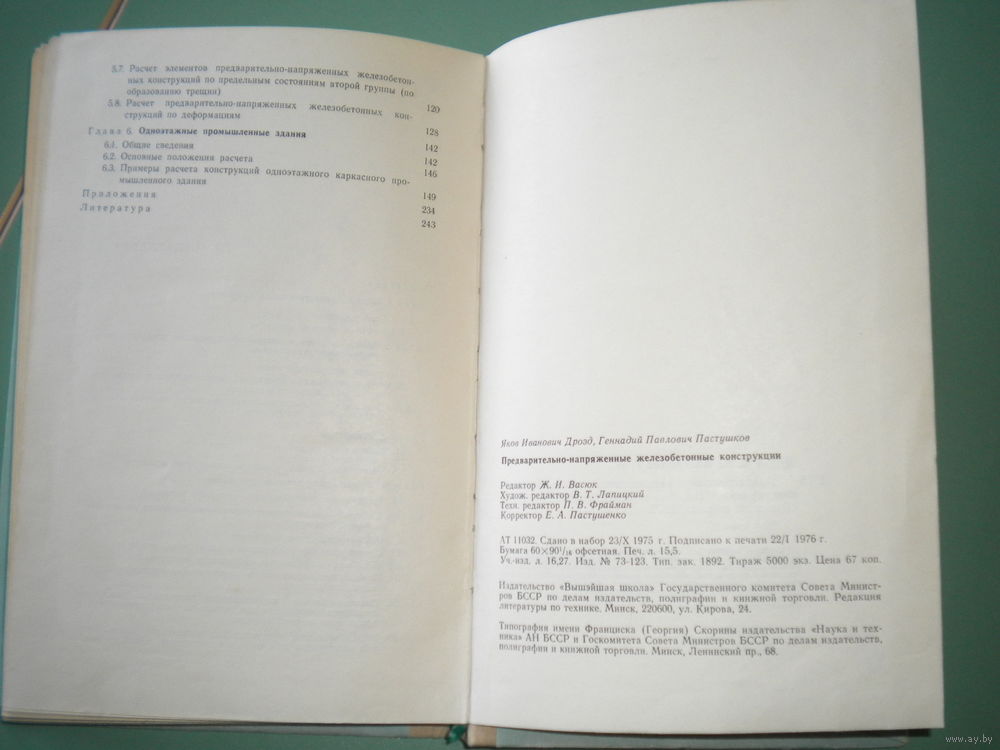 5.7. Расчет элементов предварительно-напряженных железобетон-
ных конструкций по предельным состояниям второй группы (по
образованию трещин) 120
5.8. Расчет предварительно-напряженных железобетонных кон-
струкций по деформациям 128
Глава 6. Одноэтажные промышленные здания 142
6.1. Общие сведения 142
6.2. Основные положения расчета 146
6.3. Примеры расчета конструкций одноэтажного каркасного про-
мышленного здания 149
Приложения 234
Литература 243
Яков Иванович Дрозд, Геннадий Павлович Пастушков
Предварительно-напряженные железобетонные конструкции
Редактор Ж. И. Васюк
Худож. редактор В. Т. Лапицкий
Техн. редактор П. В. Фрайман
Корректор Е. А. Пастушенко
АТ 11032. Сдано в набор 23/X 1975 г. Подписано к печати 22/I 1976 г.
Бумага 60×90¹/₁₆ офсетная. Печ. л. 15,5.
Уч.-изд. л. 16,27. Изд. № 73-123. Тип. зак. 1892. Тираж 5000 экз. Цена 67 коп.
Издательство «Вышэйшая школа» Государственного комитета Совета Министр-
ов БССР по делам издательств, полиграфии и книжной торговли. Редакция
литературы по технике. Минск, 220600, ул. Кирова, 24.
Типография имени Франциска (Георгия) Скорины издательства «Наука и тех-
ника» АН БССР и Госкомитета Совета Министров БССР по делам издательств,
полиграфии и книжной торговли. Минск, Ленинский пр., 68.
www.ay.by